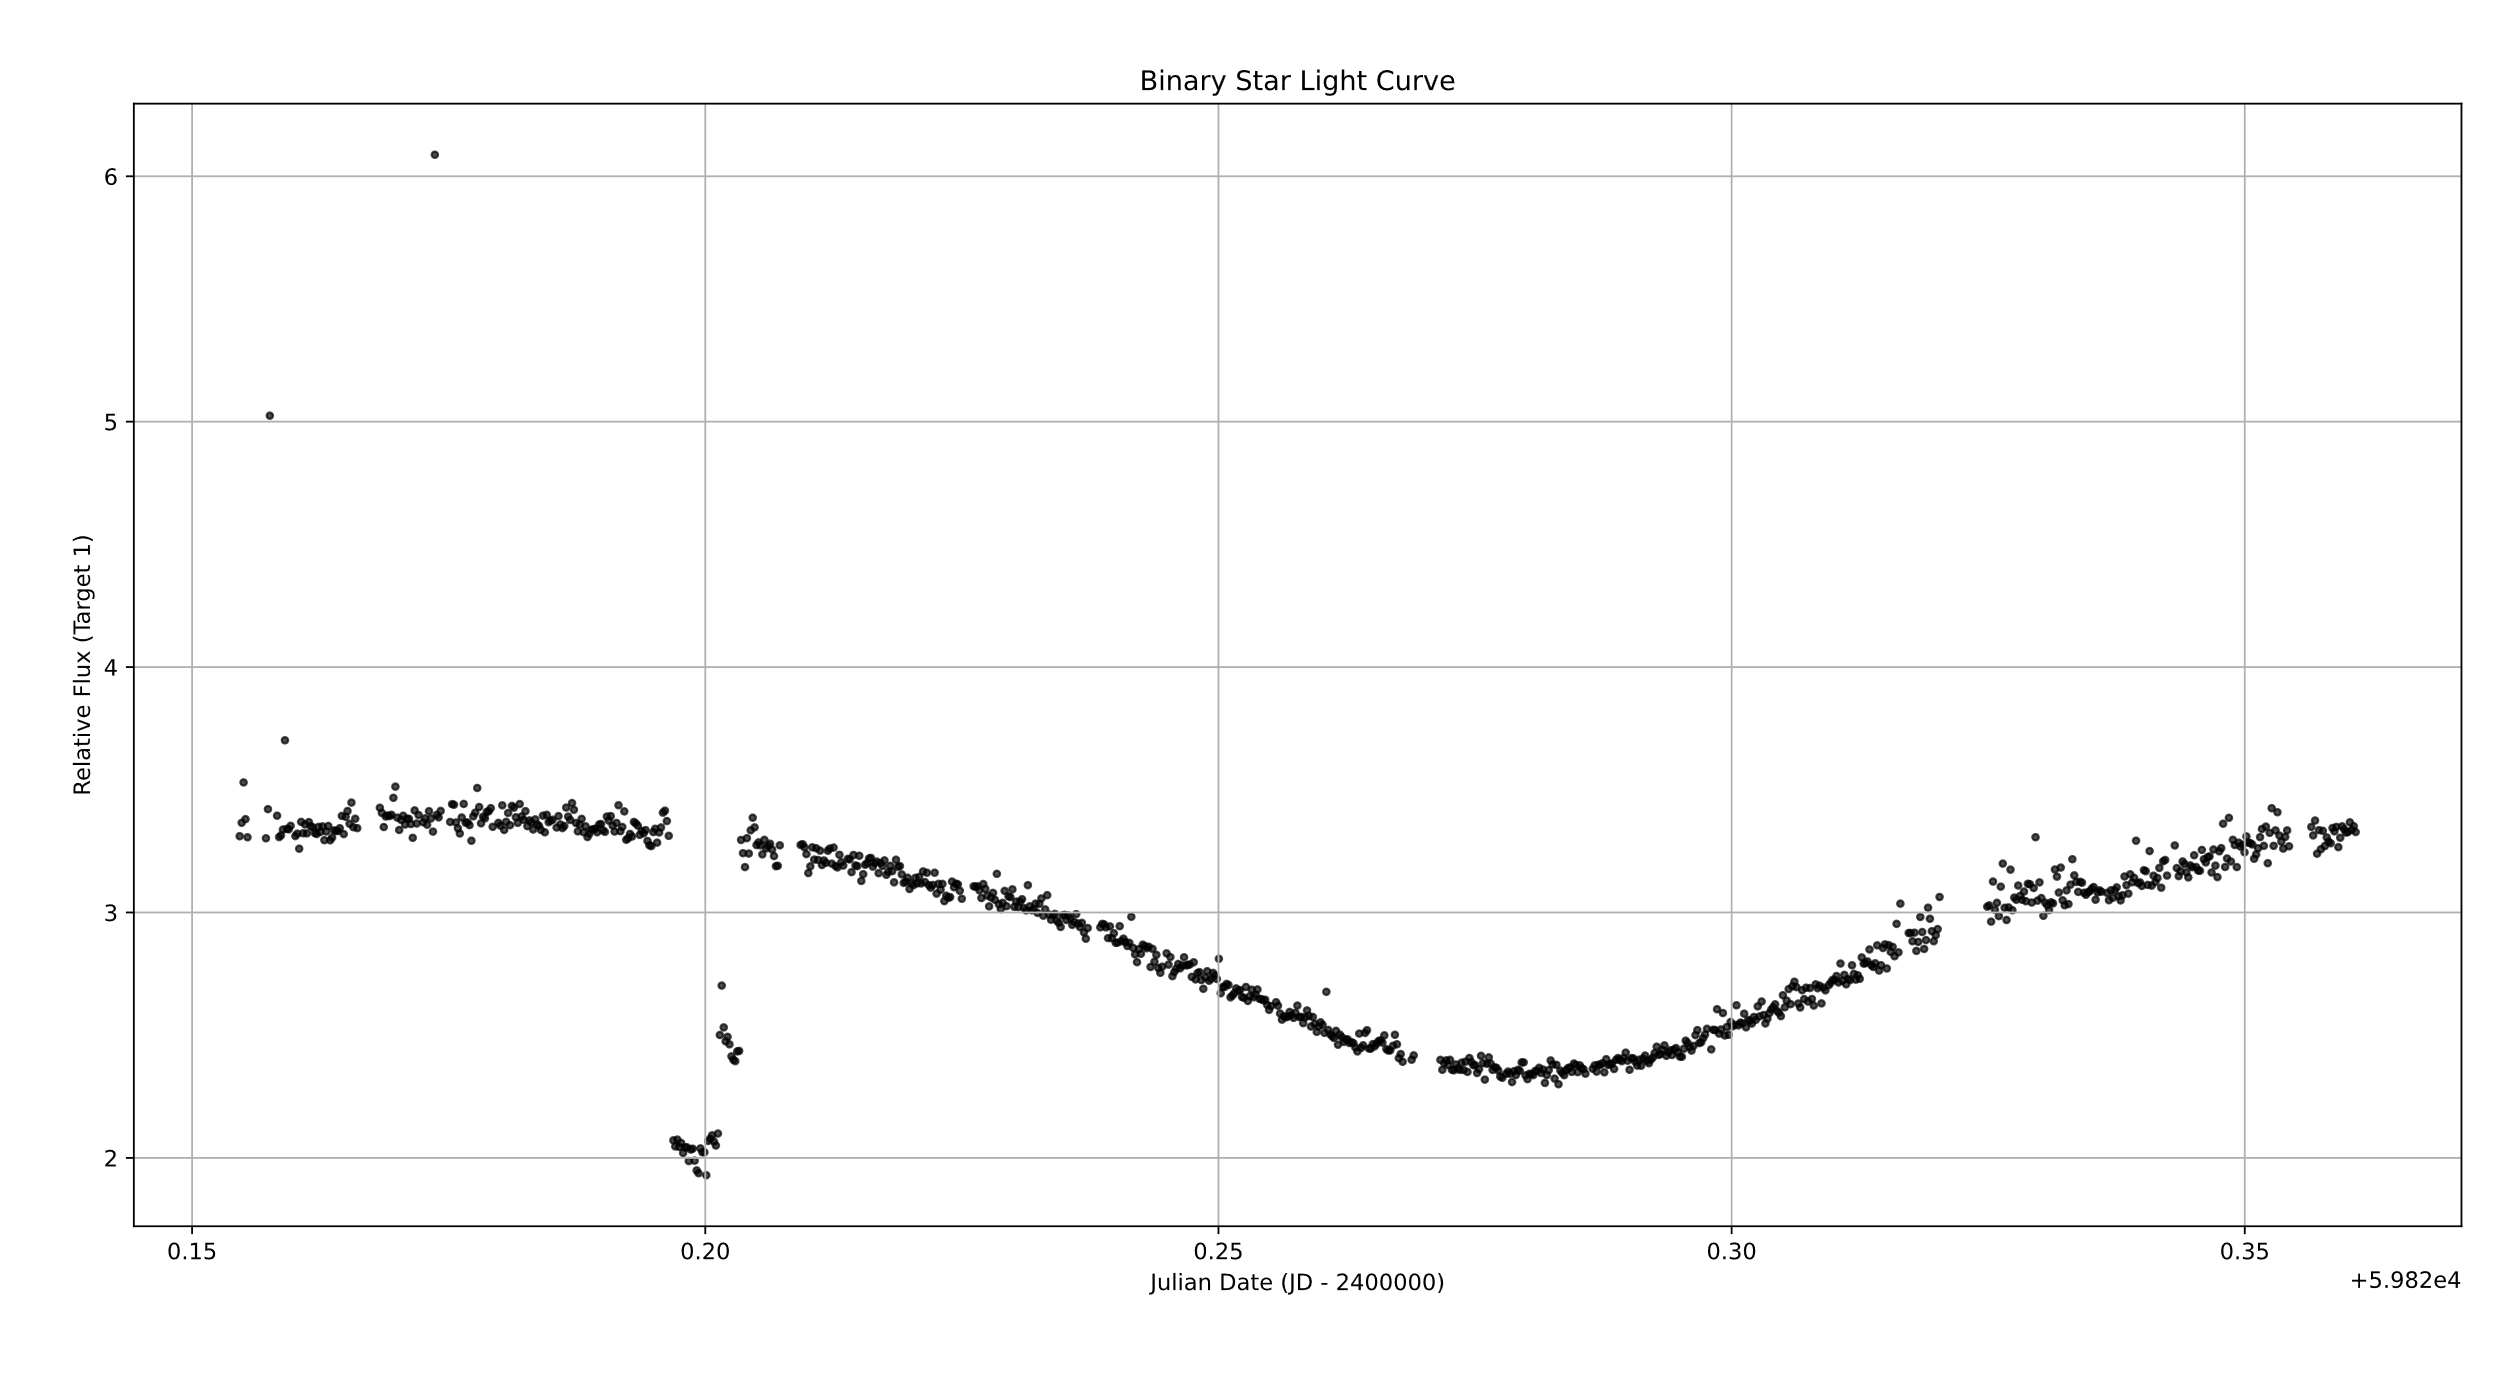 Binary Star Light Curve
Relative Flux (Target 1)
6
5
4
3
2
0.15 0.20 0.25 0.30 0.35
Julian Date (JD - 2400000)
+5.982e4